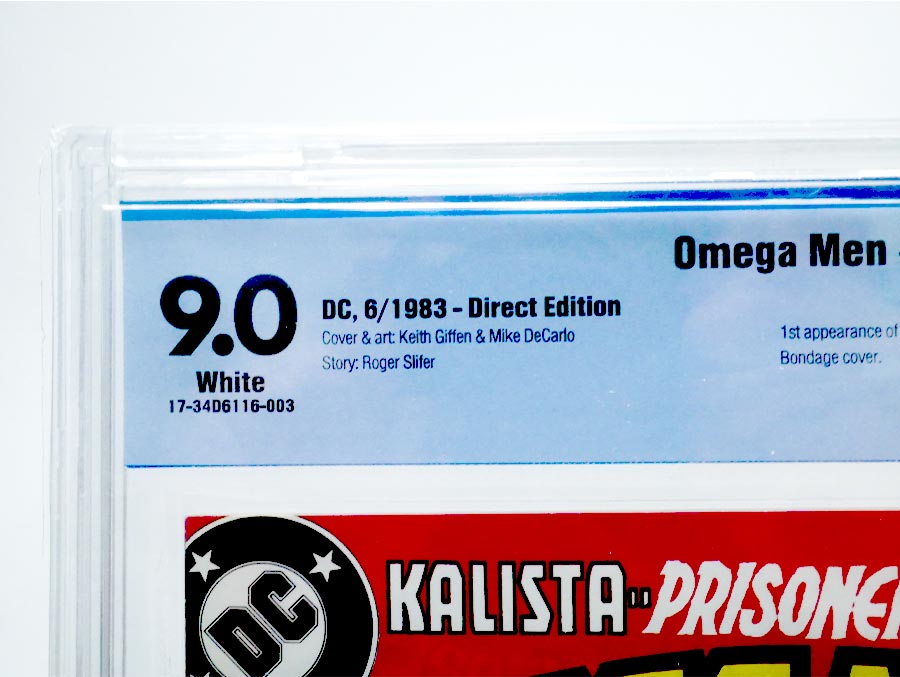 Omega Men
9.0
DC, 6/1983 - Direct Edition
Cover & art: Keith Giffen & Mike DeCarlo
Story: Roger Slifer
1st appearance of
Bondage cover.
White
17-34D6116-003
DC
KALISTA--PRISONER